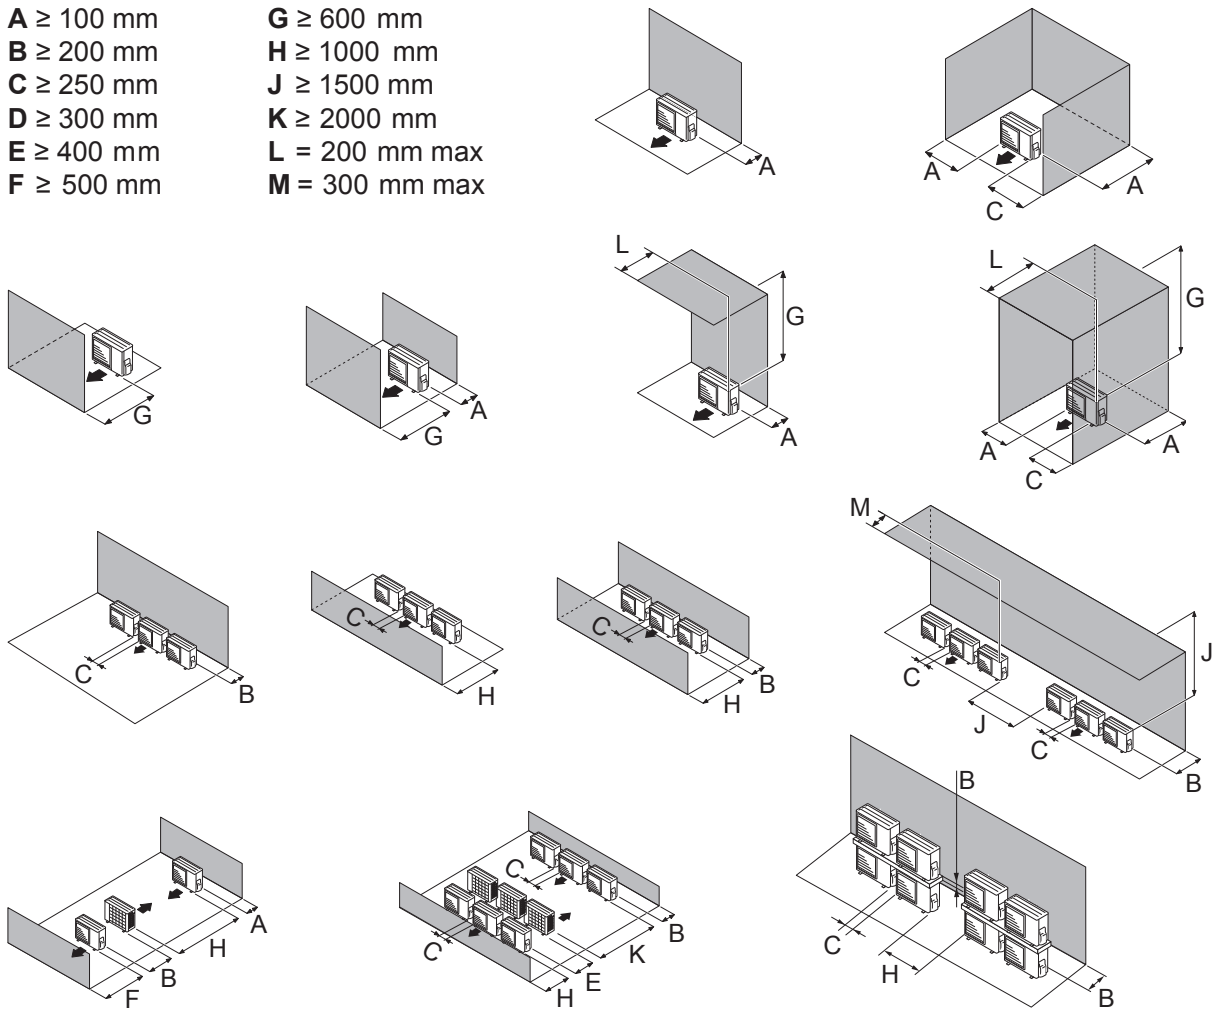 A ≥ 100 mm
B ≥ 200 mm
C ≥ 250 mm
D ≥ 300 mm
E ≥ 400 mm
F ≥ 500 mm
G ≥ 600 mm
H ≥ 1000 mm
J ≥ 1500 mm
K ≥ 2000 mm
L = 200 mm max
M = 300 mm max
A
A
C
A
G
G
A
L
G
A
L
G
A
C
A
C
B
C
H
C
H
B
M
J
C
J
C
B
F
B
H
A
C
C
H
E
K
B
B
C
H
B